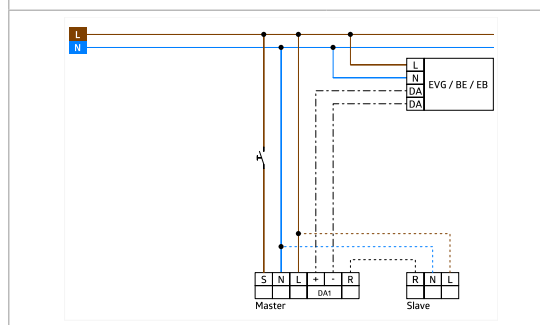 L
N
L
N
DA
DA
EVG / BE / EB
S N L + - R
DA1
Master
R N L
Slave